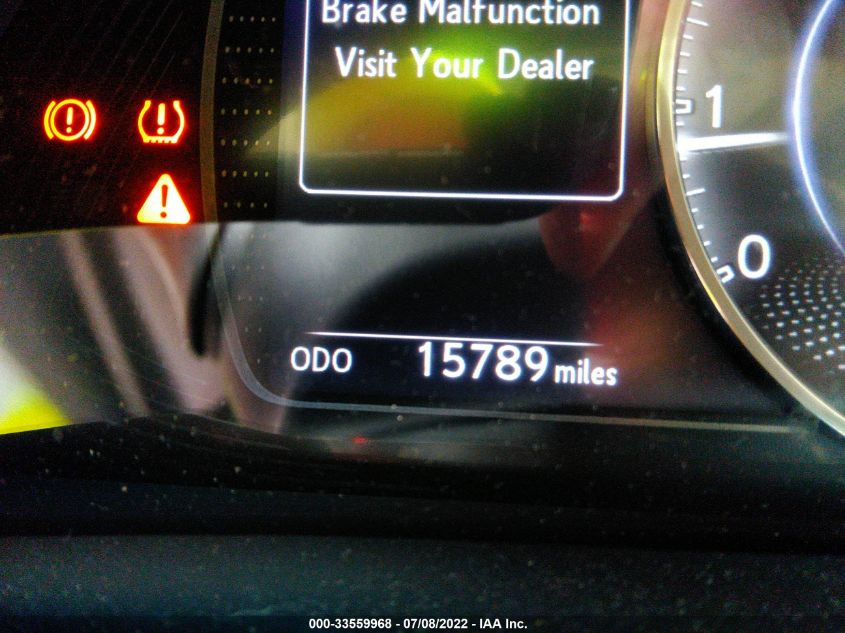 Brake Malfunction
Visit Your Dealer
1
0
ODO 15789 miles
000-33559968 - 07/08/2022 - IAA Inc.